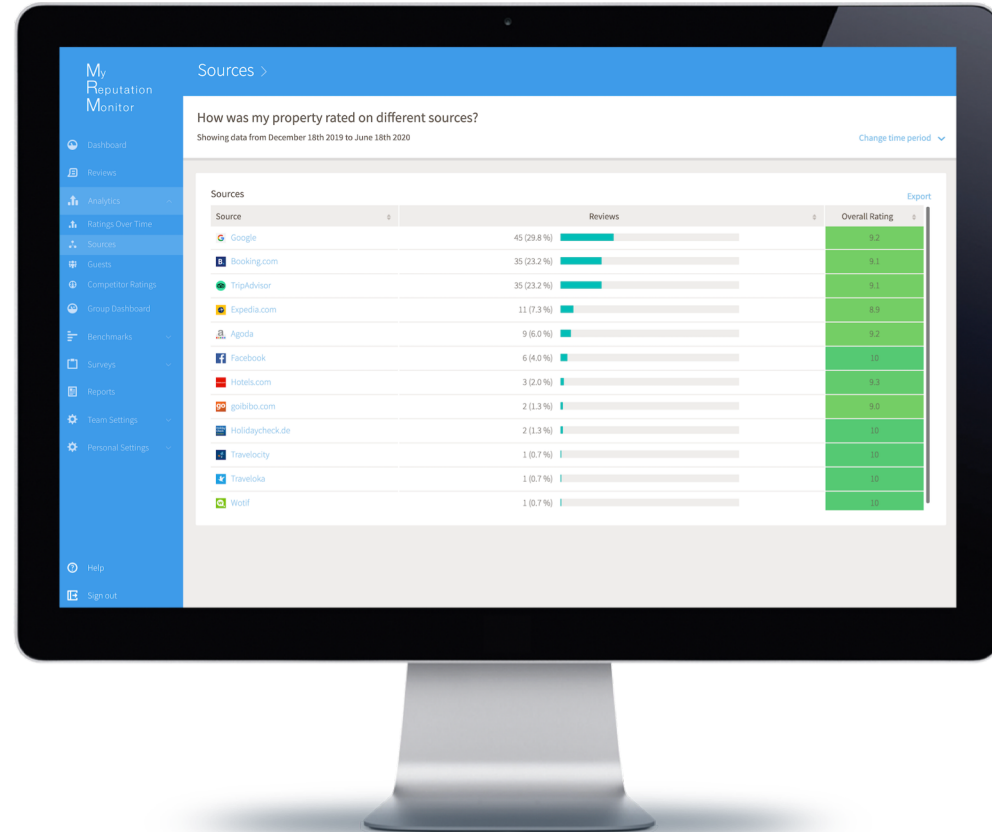 My
Reputation
Monitor
Dashboard
Reviews
Analytics
Ratings Over Time
Sources
Guests
Competitor Ratings
Group Dashboard
Benchmarks
Surveys
Reports
Team Settings
Personal Settings
Help
Sign out
Sources >
How was my property rated on different sources?
Showing data from December 18th 2019 to June 18th 2020
Change time period
Sources
Export
Source Reviews Overall Rating
Google 45 (29.8 %) 9.2
B. Booking.com 35 (23.2 %) 9.1
TripAdvisor 35 (23.2 %) 9.1
Expedia.com 11 (7.3 %) 8.9
a Agoda 9 (6.0 %) 9.2
f Facebook 6 (4.0 %) 10
Hotels.com 3 (2.0 %) 9.3
go goibibo.com 2 (1.3 %) 9.0
Holidaycheck.de 2 (1.3 %) 10
Travelocity 1 (0.7 %) 10
Traveloka 1 (0.7 %) 10
Wotif 1 (0.7 %) 10